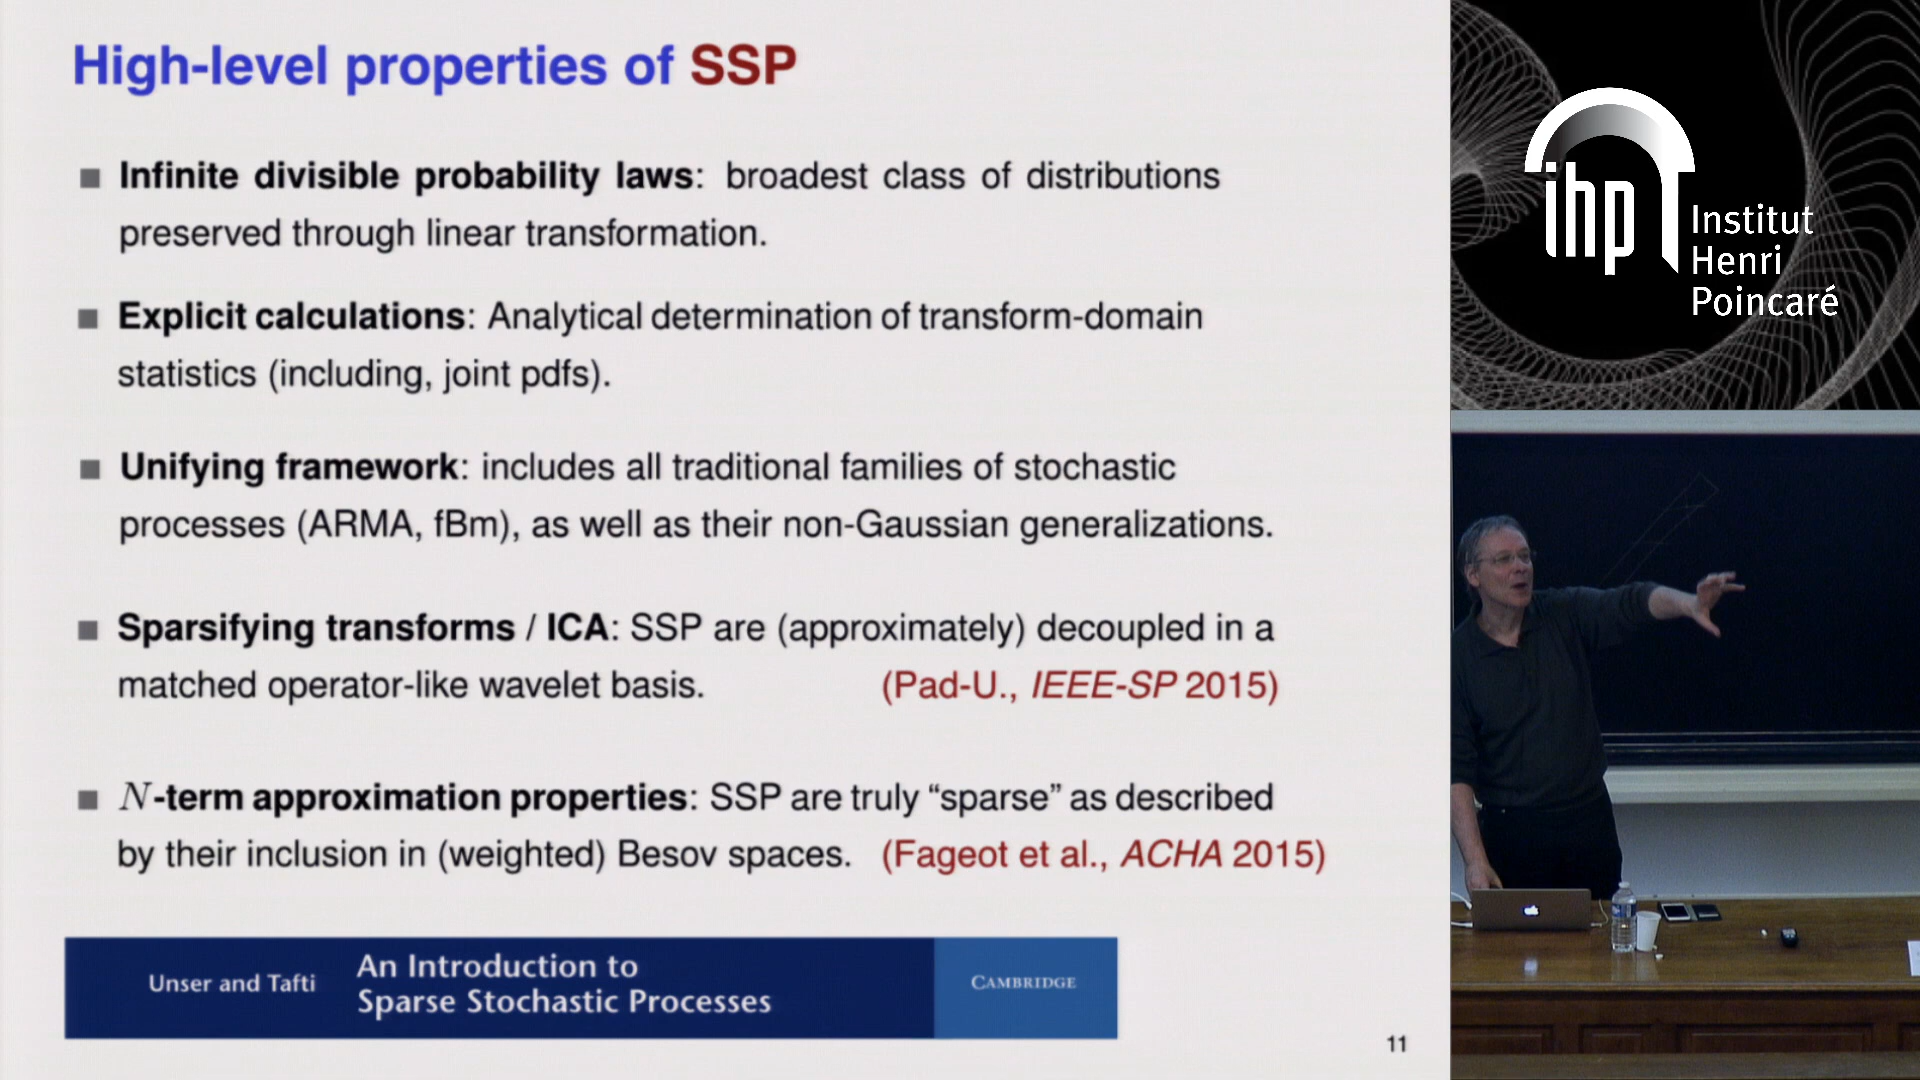 High-level properties of SSP
Infinite divisible probability laws: broadest class of distributions
preserved through linear transformation.
Explicit calculations: Analytical determination of transform-domain
statistics (including, joint pdfs).
Unifying framework: includes all traditional families of stochastic
processes (ARMA, fBm), as well as their non-Gaussian generalizations.
Sparsifying transforms / ICA: SSP are (approximately) decoupled in a
matched operator-like wavelet basis. (Pad-U., IEEE-SP 2015)
N-term approximation properties: SSP are truly “sparse” as described
by their inclusion in (weighted) Besov spaces. (Fageot et al., ACHA 2015)
Unser and Tafti
An Introduction to
Sparse Stochastic Processes
CAMBRIDGE
11
ihp
Institut
Henri
Poincaré